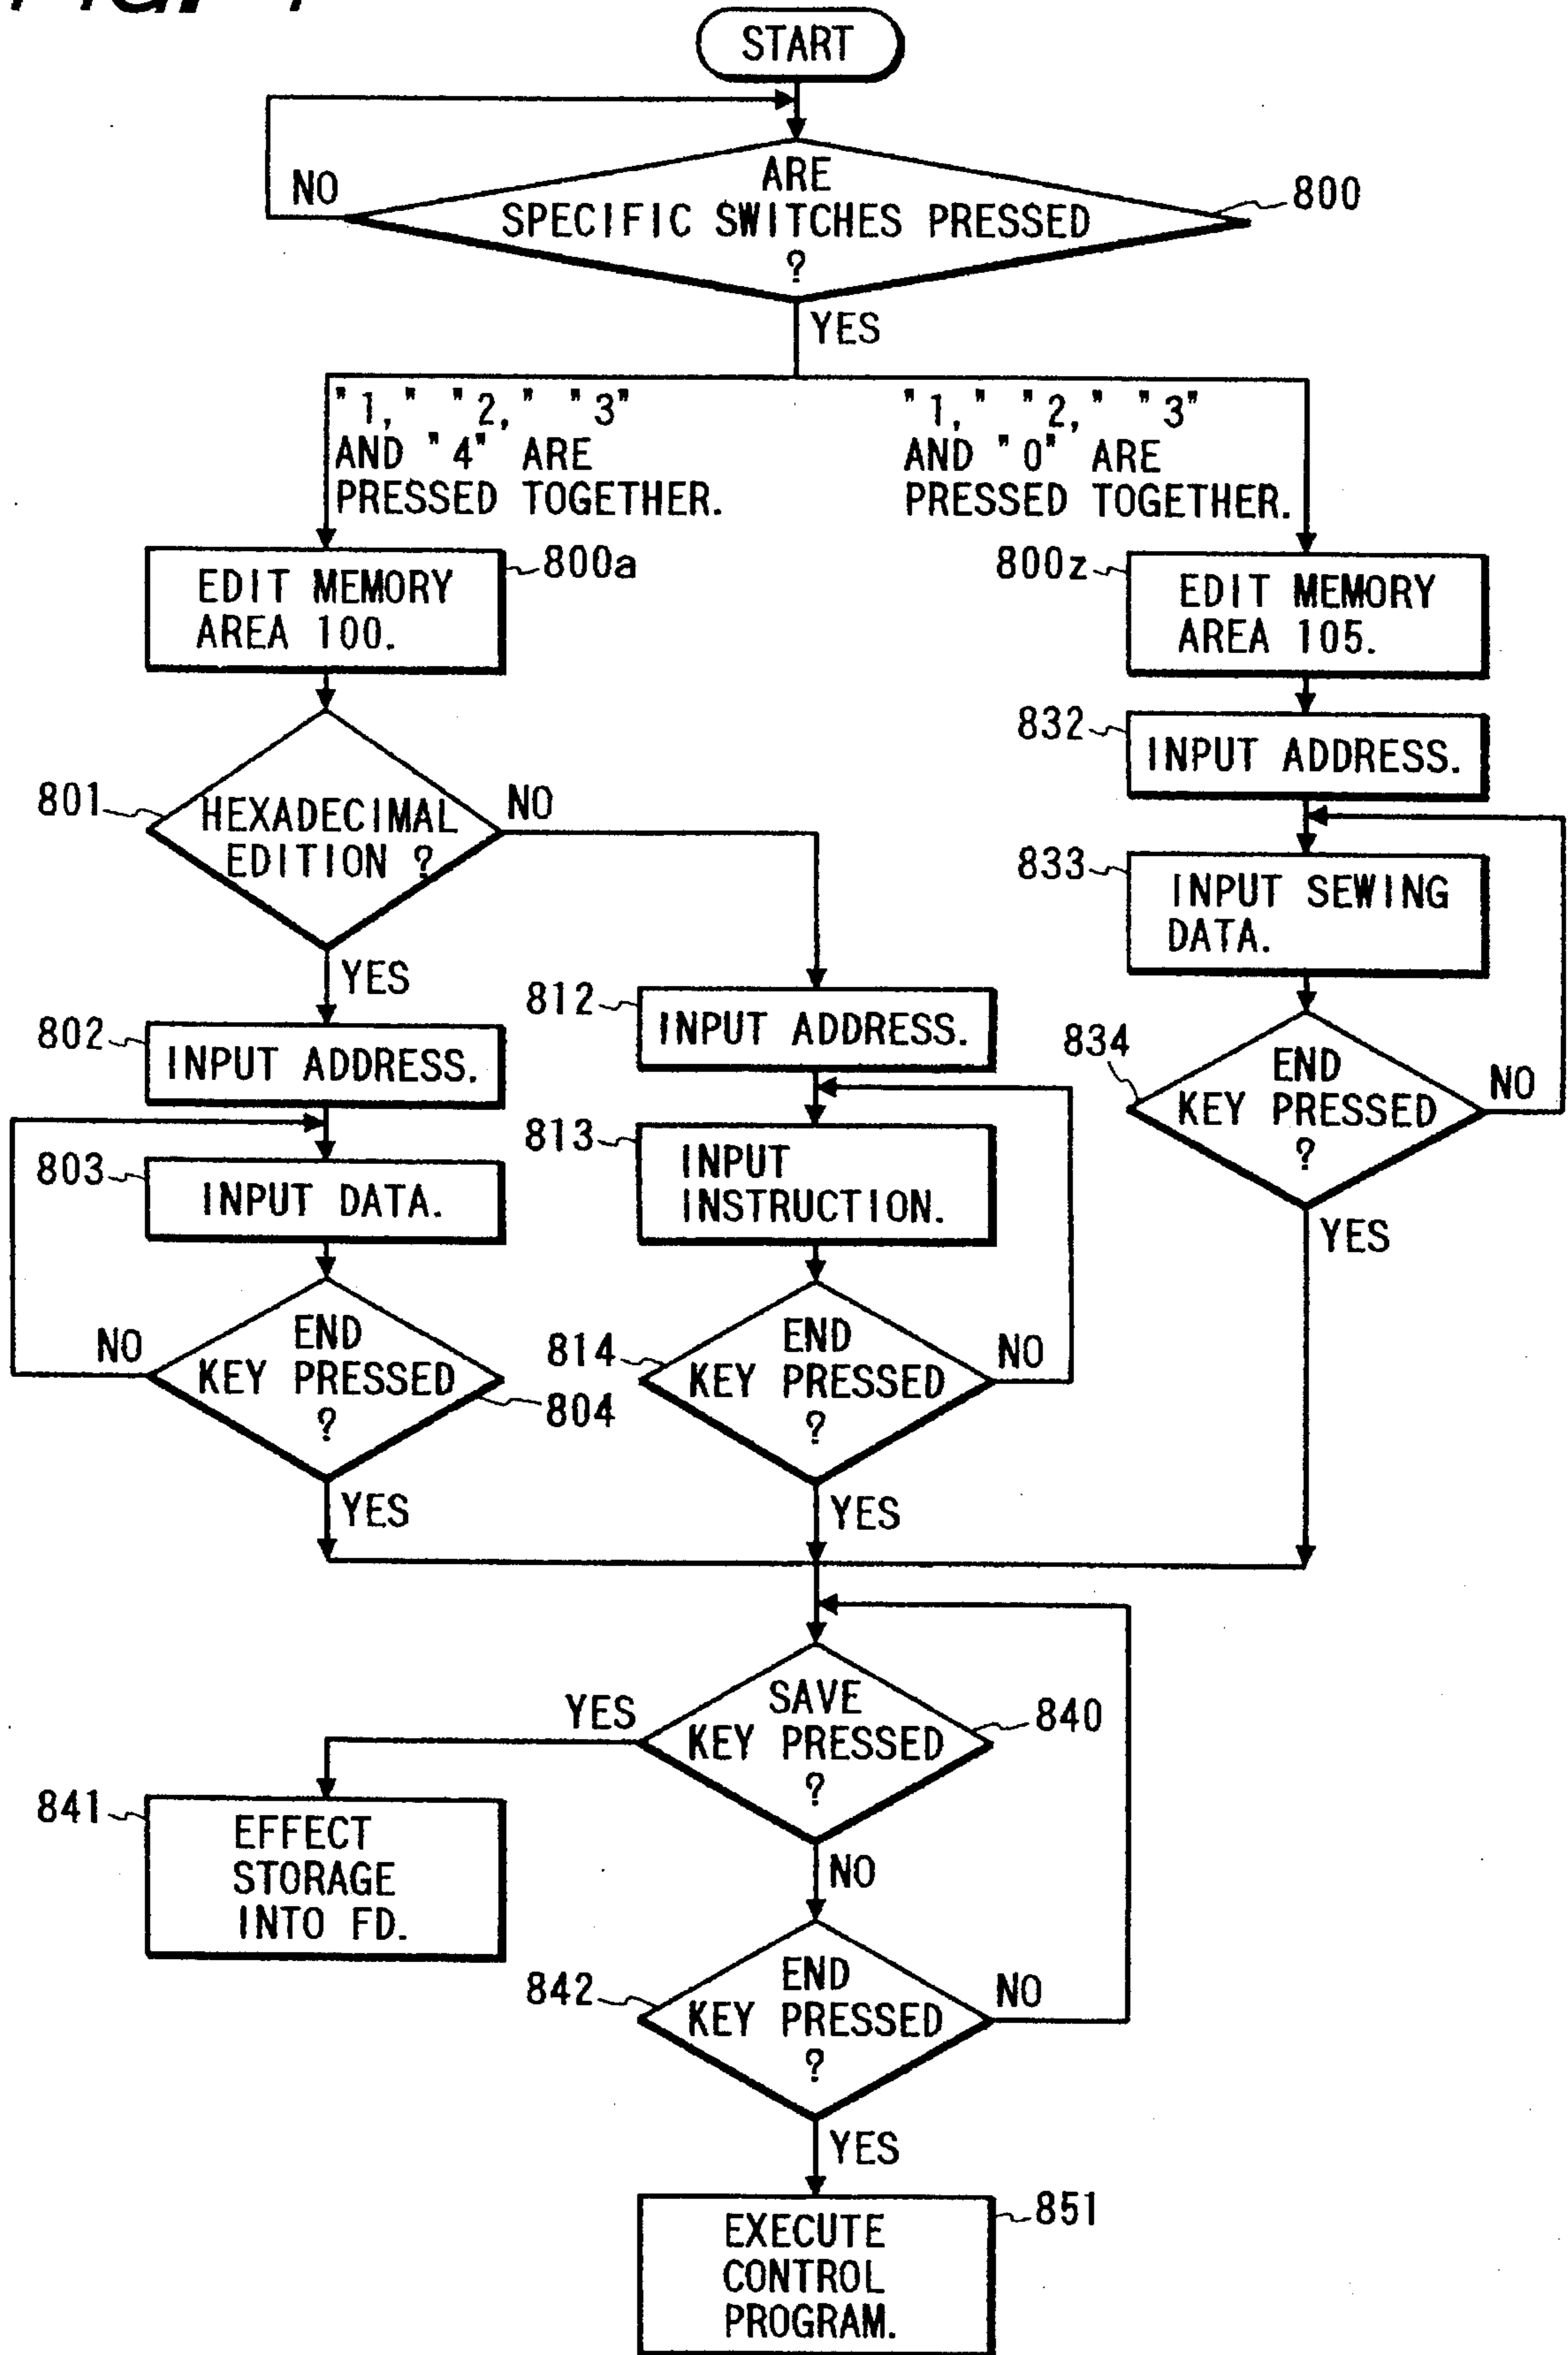 START
NO
ARE
SPECIFIC SWITCHES PRESSED
?
800
YES
"1," "2," "3"
AND "4" ARE
PRESSED TOGETHER.
"1," "2," "3"
AND "0" ARE
PRESSED TOGETHER.
800a
EDIT MEMORY
AREA 100.
800z
EDIT MEMORY
AREA 105.
801
HEXADECIMAL
EDITION ?
NO
YES
832
INPUT ADDRESS.
833
INPUT SEWING
DATA.
802
INPUT ADDRESS.
812
INPUT ADDRESS.
834
END
KEY PRESSED
?
NO
YES
803
INPUT DATA.
813
INPUT
INSTRUCTION.
NO
END
KEY PRESSED
?
804
YES
814
END
KEY PRESSED
?
NO
YES
YES
SAVE
KEY PRESSED
?
840
NO
841
EFFECT
STORAGE
INTO FD.
842
END
KEY PRESSED
?
NO
YES
851
EXECUTE
CONTROL
PROGRAM.